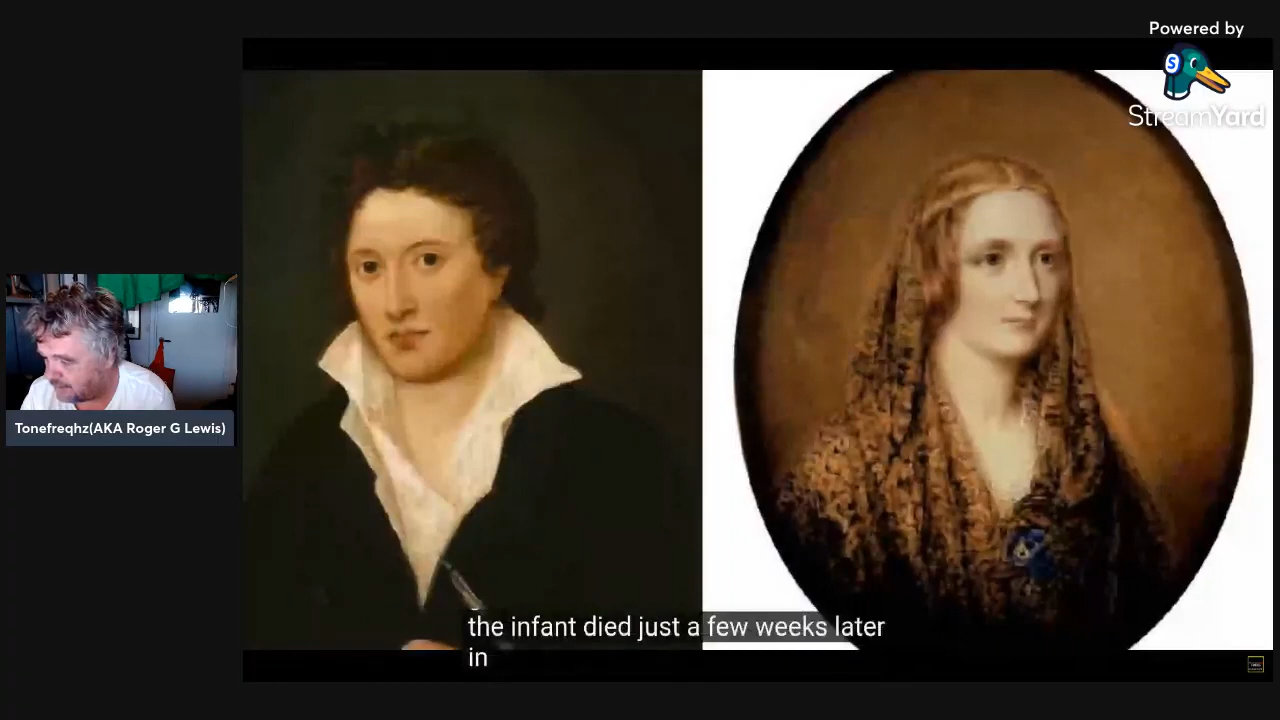 Powered by
StreamYard
Tonefreqhz(AKA Roger G Lewis)
the infant died just a few weeks later
in